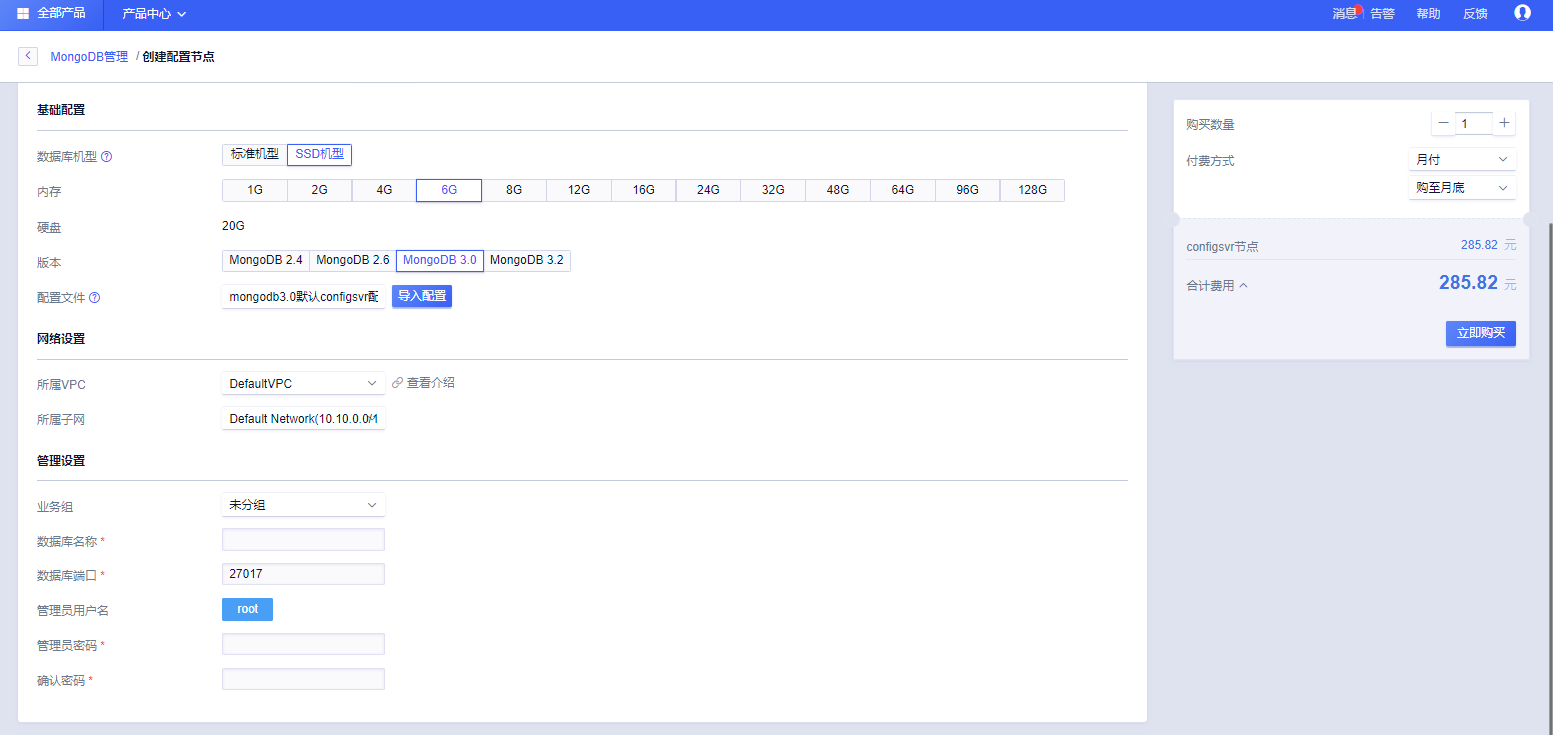 全部产品 产品中心 消息 告警 帮助 反馈
MongoDB管理 / 创建配置节点
基础配置
数据库机型 标准机型 SSD机型
内存 1G 2G 4G 6G 8G 12G 16G 24G 32G 48G 64G 96G 128G
硬盘 20G
版本 MongoDB 2.4 MongoDB 2.6 MongoDB 3.0 MongoDB 3.2
配置文件 mongodb3.0默认configsvr配 导入配置
网络设置
所属VPC DefaultVPC 查看介绍
所属子网 Default Network(10.10.0.0/
管理设置
业务组 未分组
数据库名称 *
数据库端口 * 27017
管理员用户名 root
管理员密码 *
确认密码 *
购买数量 1
付费方式 月付
购至月底
configsvr节点 285.82 元
合计费用 285.82 元
立即购买